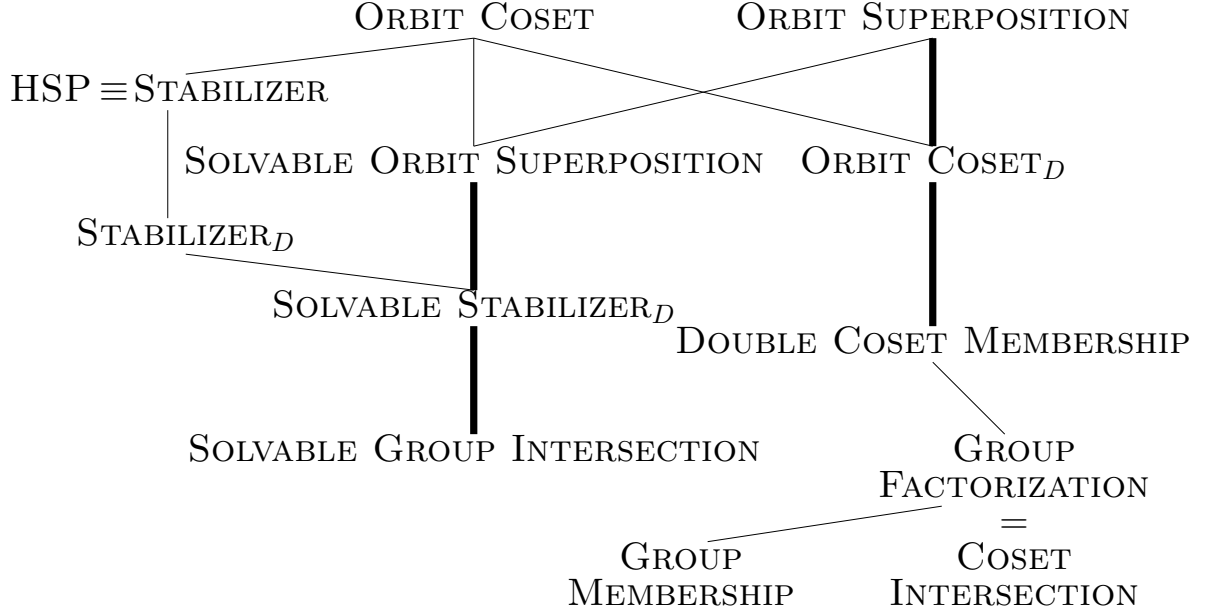 ORBIT COSET ORBIT SUPERPOSITION
HSP ≡ STABILIZER
SOLVABLE ORBIT SUPERPOSITION ORBIT COSET_D
STABILIZER_D
SOLVABLE STABILIZER_D
DOUBLE COSET MEMBERSHIP
SOLVABLE GROUP INTERSECTION
GROUP
FACTORIZATION
=
GROUP
MEMBERSHIP
COSET
INTERSECTION